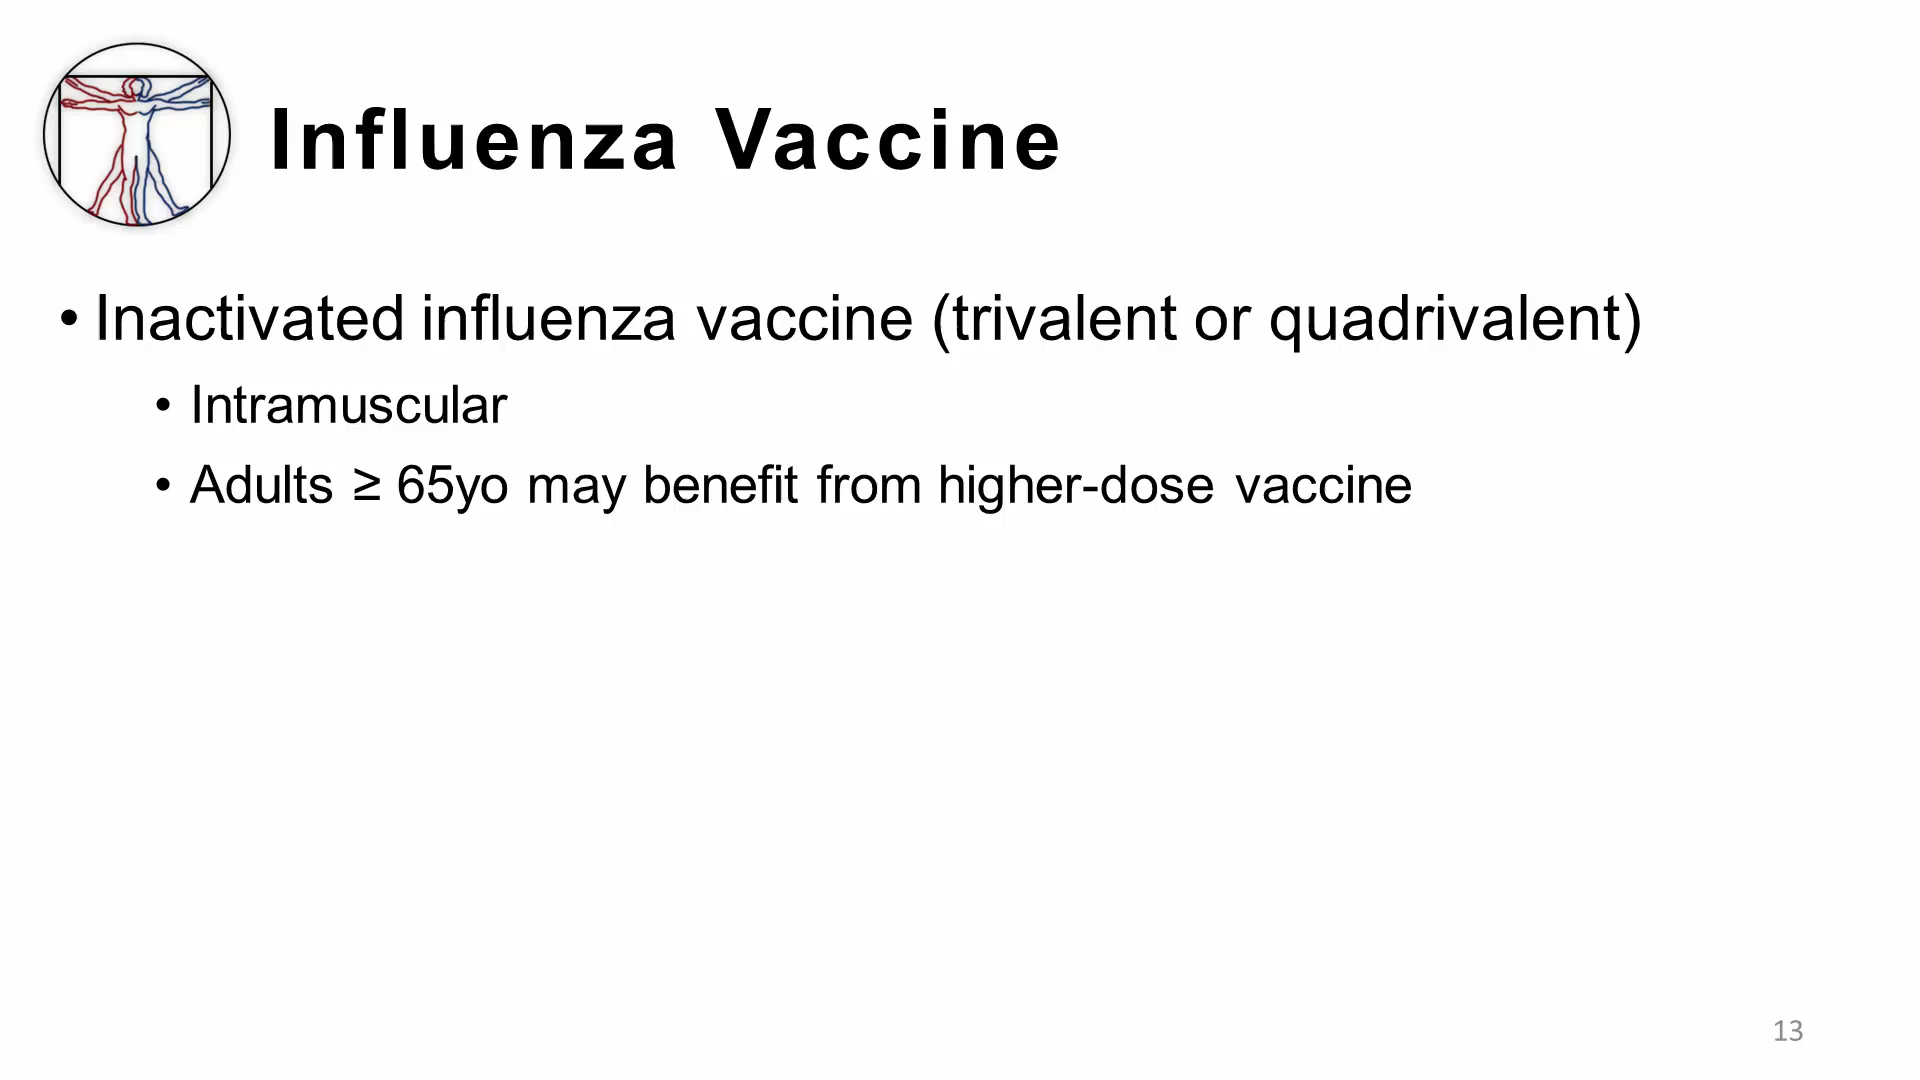 Influenza Vaccine
• Inactivated influenza vaccine (trivalent or quadrivalent)
• Intramuscular
• Adults ≥ 65yo may benefit from higher-dose vaccine
13